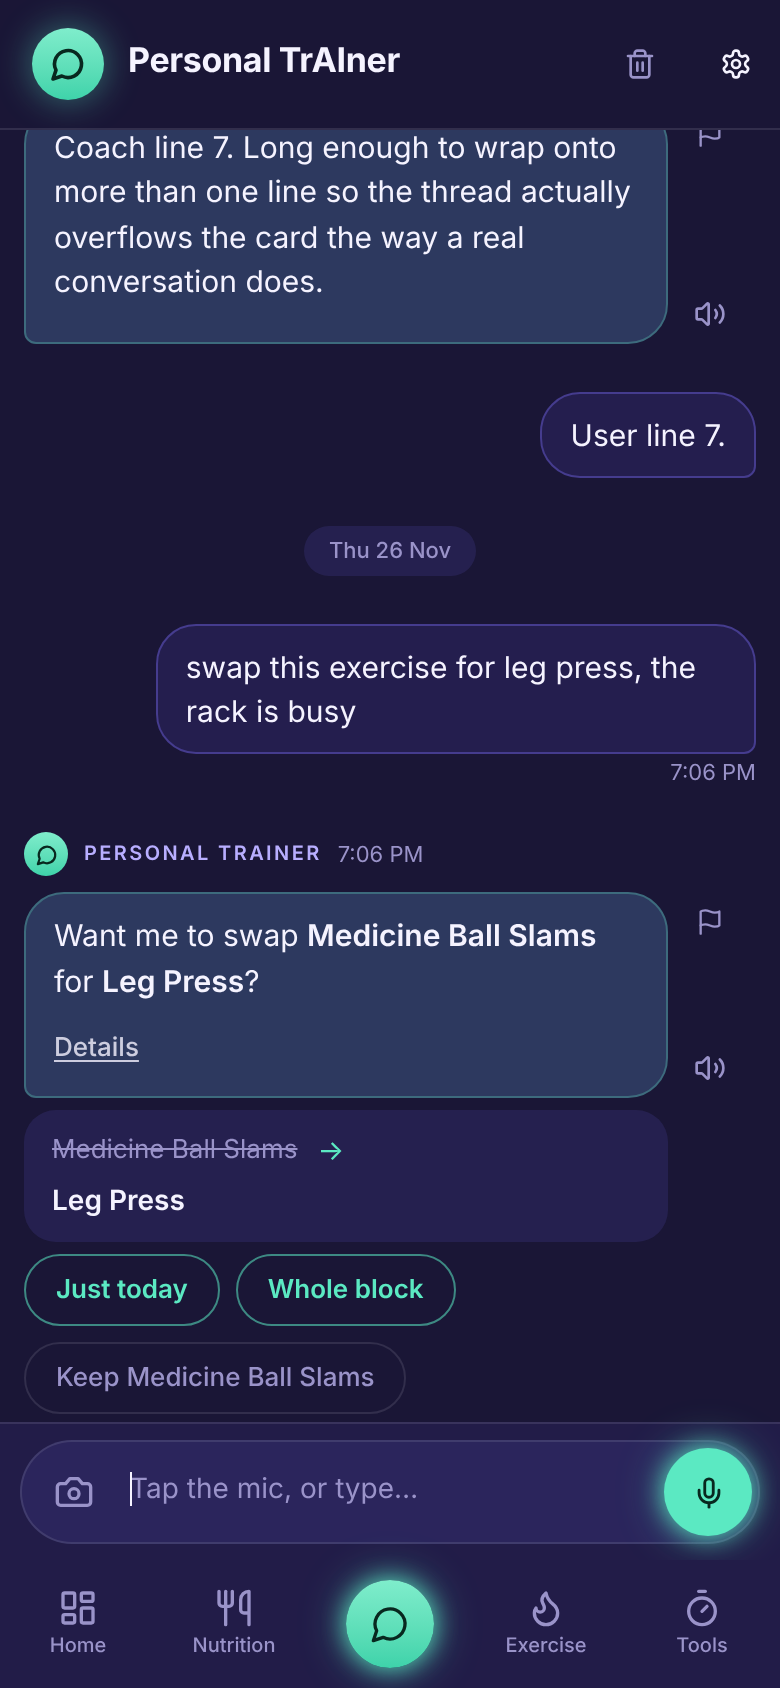 Personal TrAIner
Coach line 7. Long enough to wrap onto
more than one line so the thread actually
overflows the card the way a real
conversation does.
User line 7.
Thu 26 Nov
swap this exercise for leg press, the
rack is busy
7:06 PM
PERSONAL TRAINER 7:06 PM
Want me to swap Medicine Ball Slams
for Leg Press?
Details
Medicine Ball Slams →
Leg Press
Just today Whole block
Keep Medicine Ball Slams
Tap the mic, or type...
Home Nutrition Exercise Tools